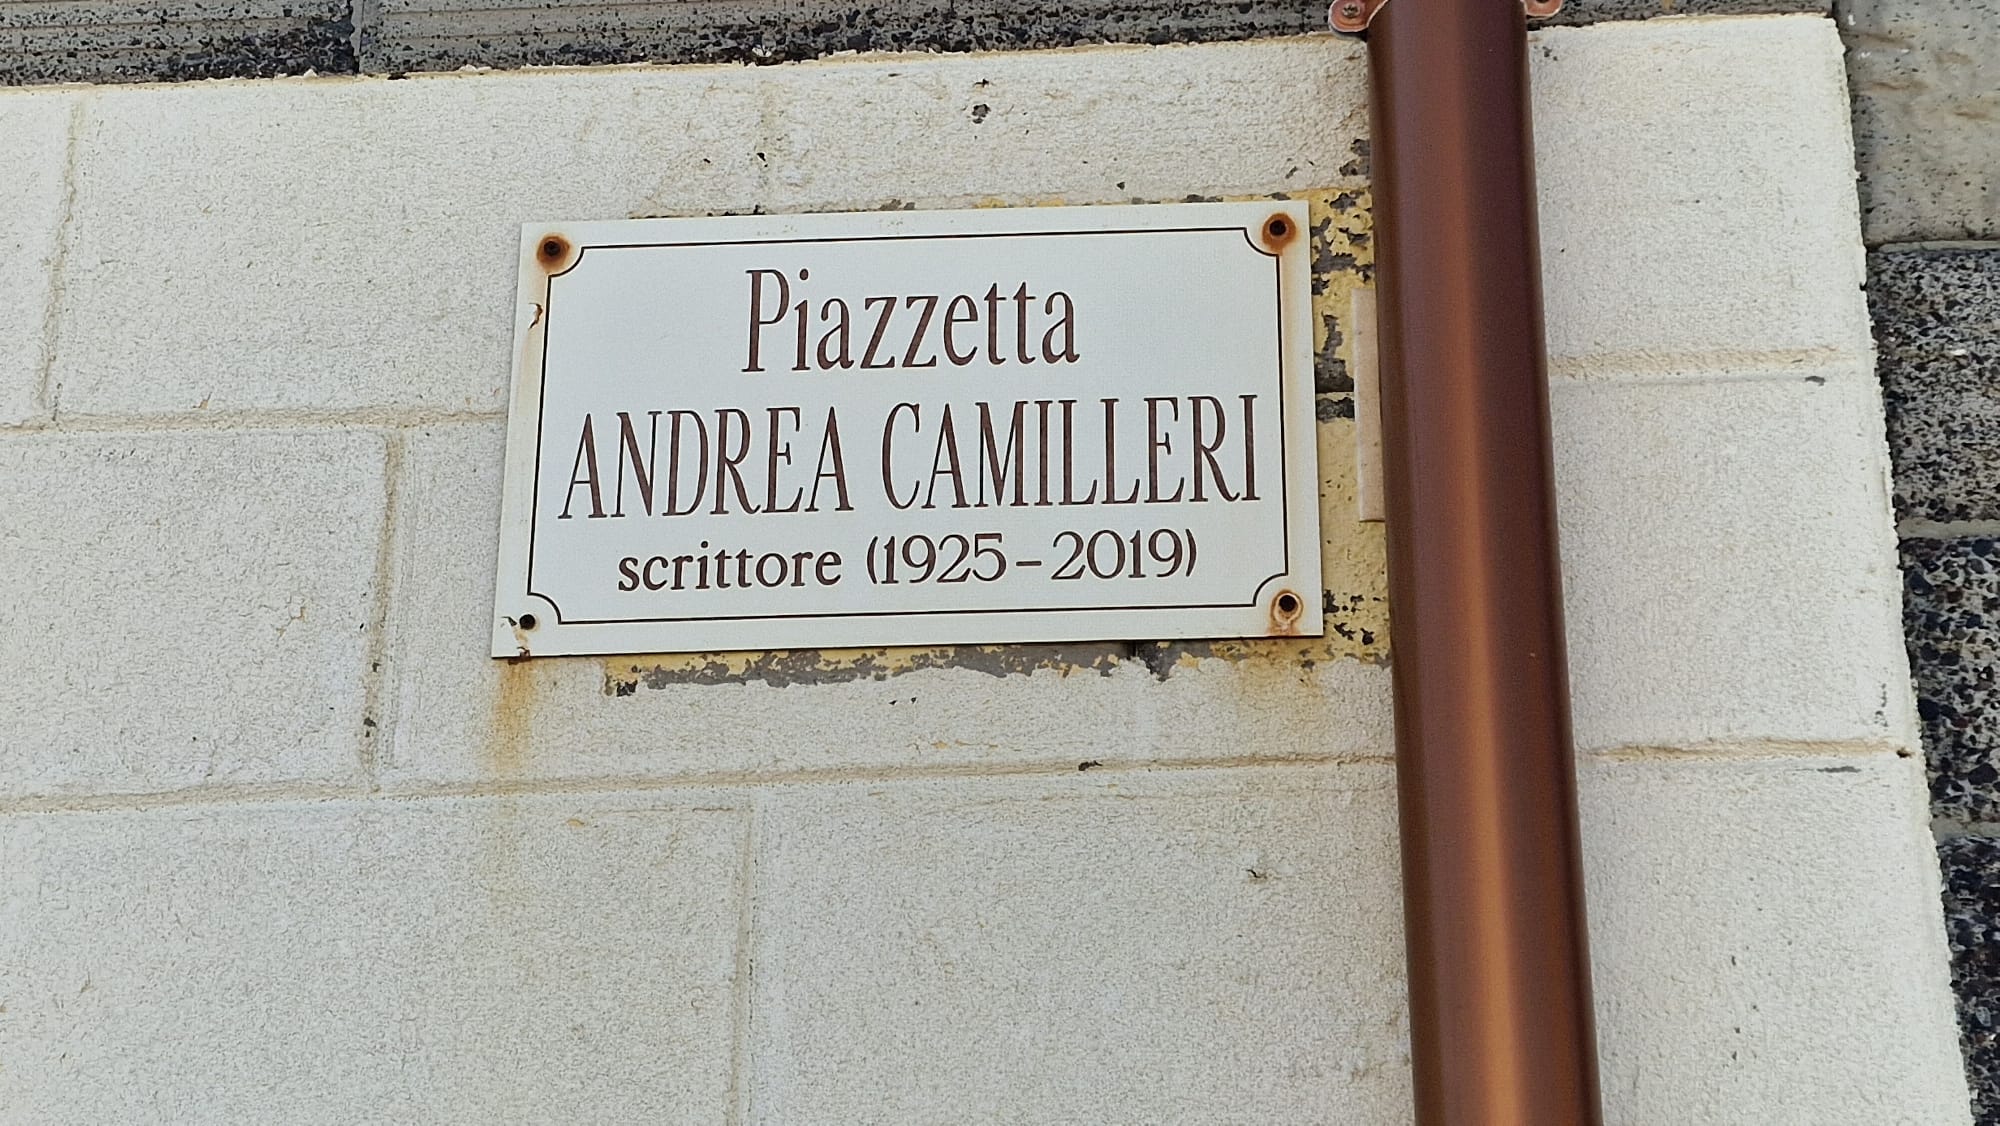 Piazzetta
ANDREA CAMILLERI
scrittore (1925-2019)